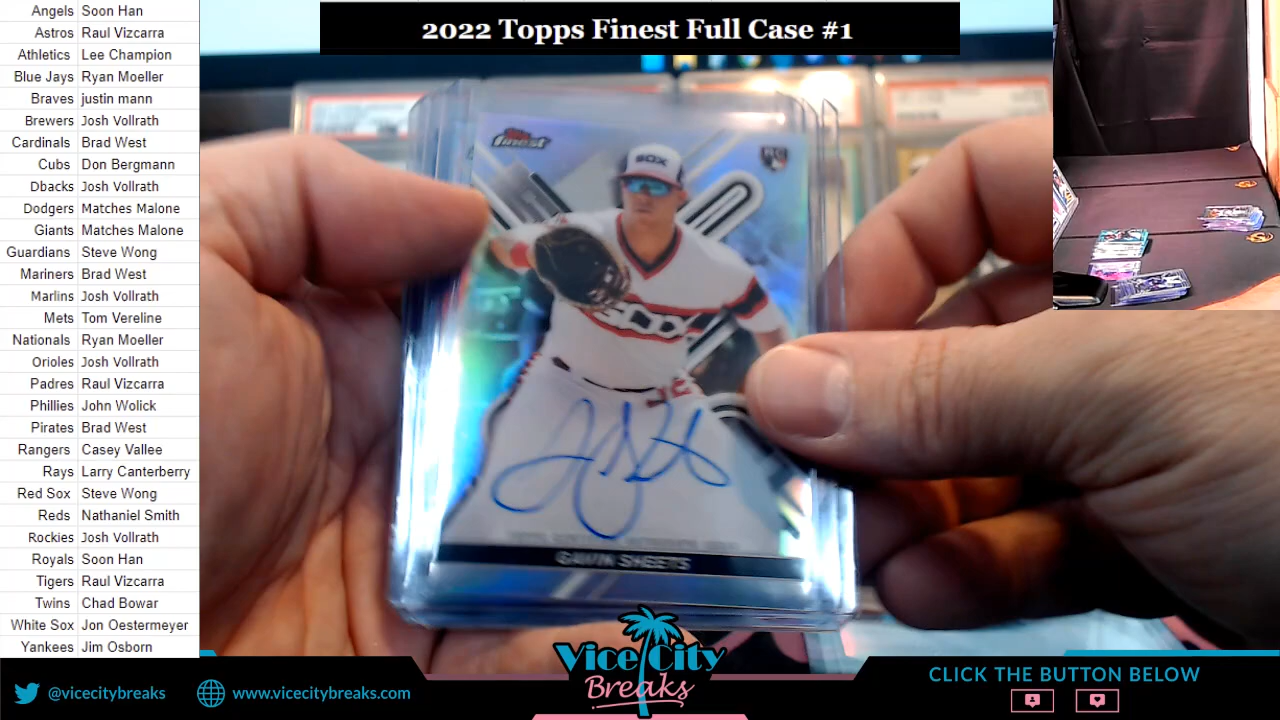 2022 Topps Finest Full Case #1
Angels Soon Han
Astros Raul Vizcarra
Athletics Lee Champion
Blue Jays Ryan Moeller
Braves justin mann
Brewers Josh Vollrath
Cardinals Brad West
Cubs Don Bergmann
Dbacks Josh Vollrath
Dodgers Matches Malone
Giants Matches Malone
Guardians Steve Wong
Mariners Brad West
Marlins Josh Vollrath
Mets Tom Vereline
Nationals Ryan Moeller
Orioles Josh Vollrath
Padres Raul Vizcarra
Phillies John Wolick
Pirates Brad West
Rangers Casey Vallee
Rays Larry Canterberry
Red Sox Steve Wong
Reds Nathaniel Smith
Rockies Josh Vollrath
Royals Soon Han
Tigers Raul Vizcarra
Twins Chad Bowar
White Sox Jon Oestermeyer
Yankees Jim Osborn
Topps
finest
RC
SOX
SOX
GAVIN SHEETS
@vicecitybreaks
www.vicecitybreaks.com
Vice City
Breaks
CLICK THE BUTTON BELOW